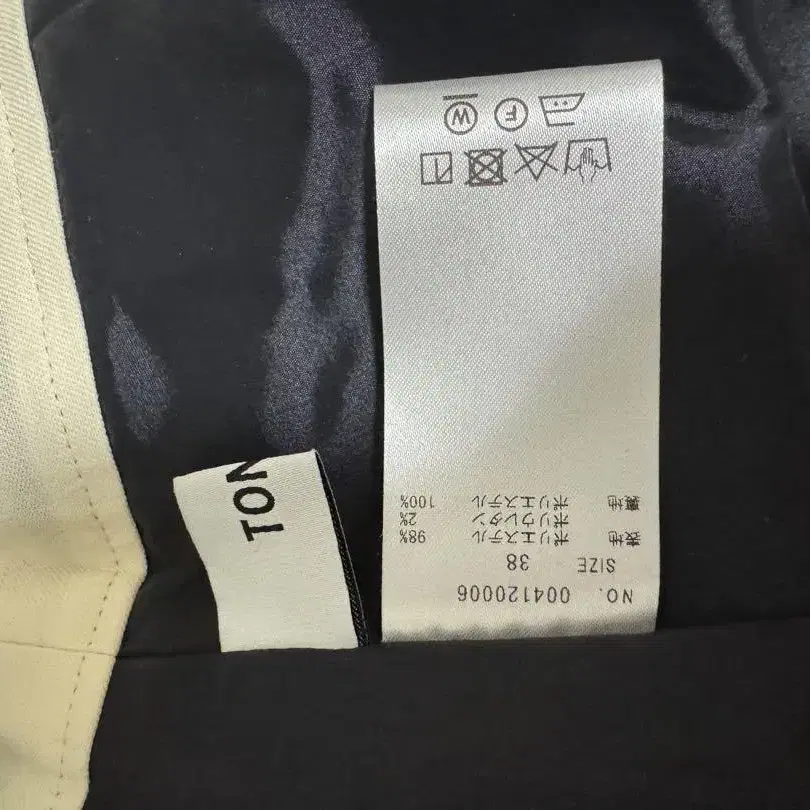 NO. 004120006
SIZE 38
表地 ポリエステル 98%
ポリウレタン 2%
裏地 ポリエステル 100%
F
W
TON